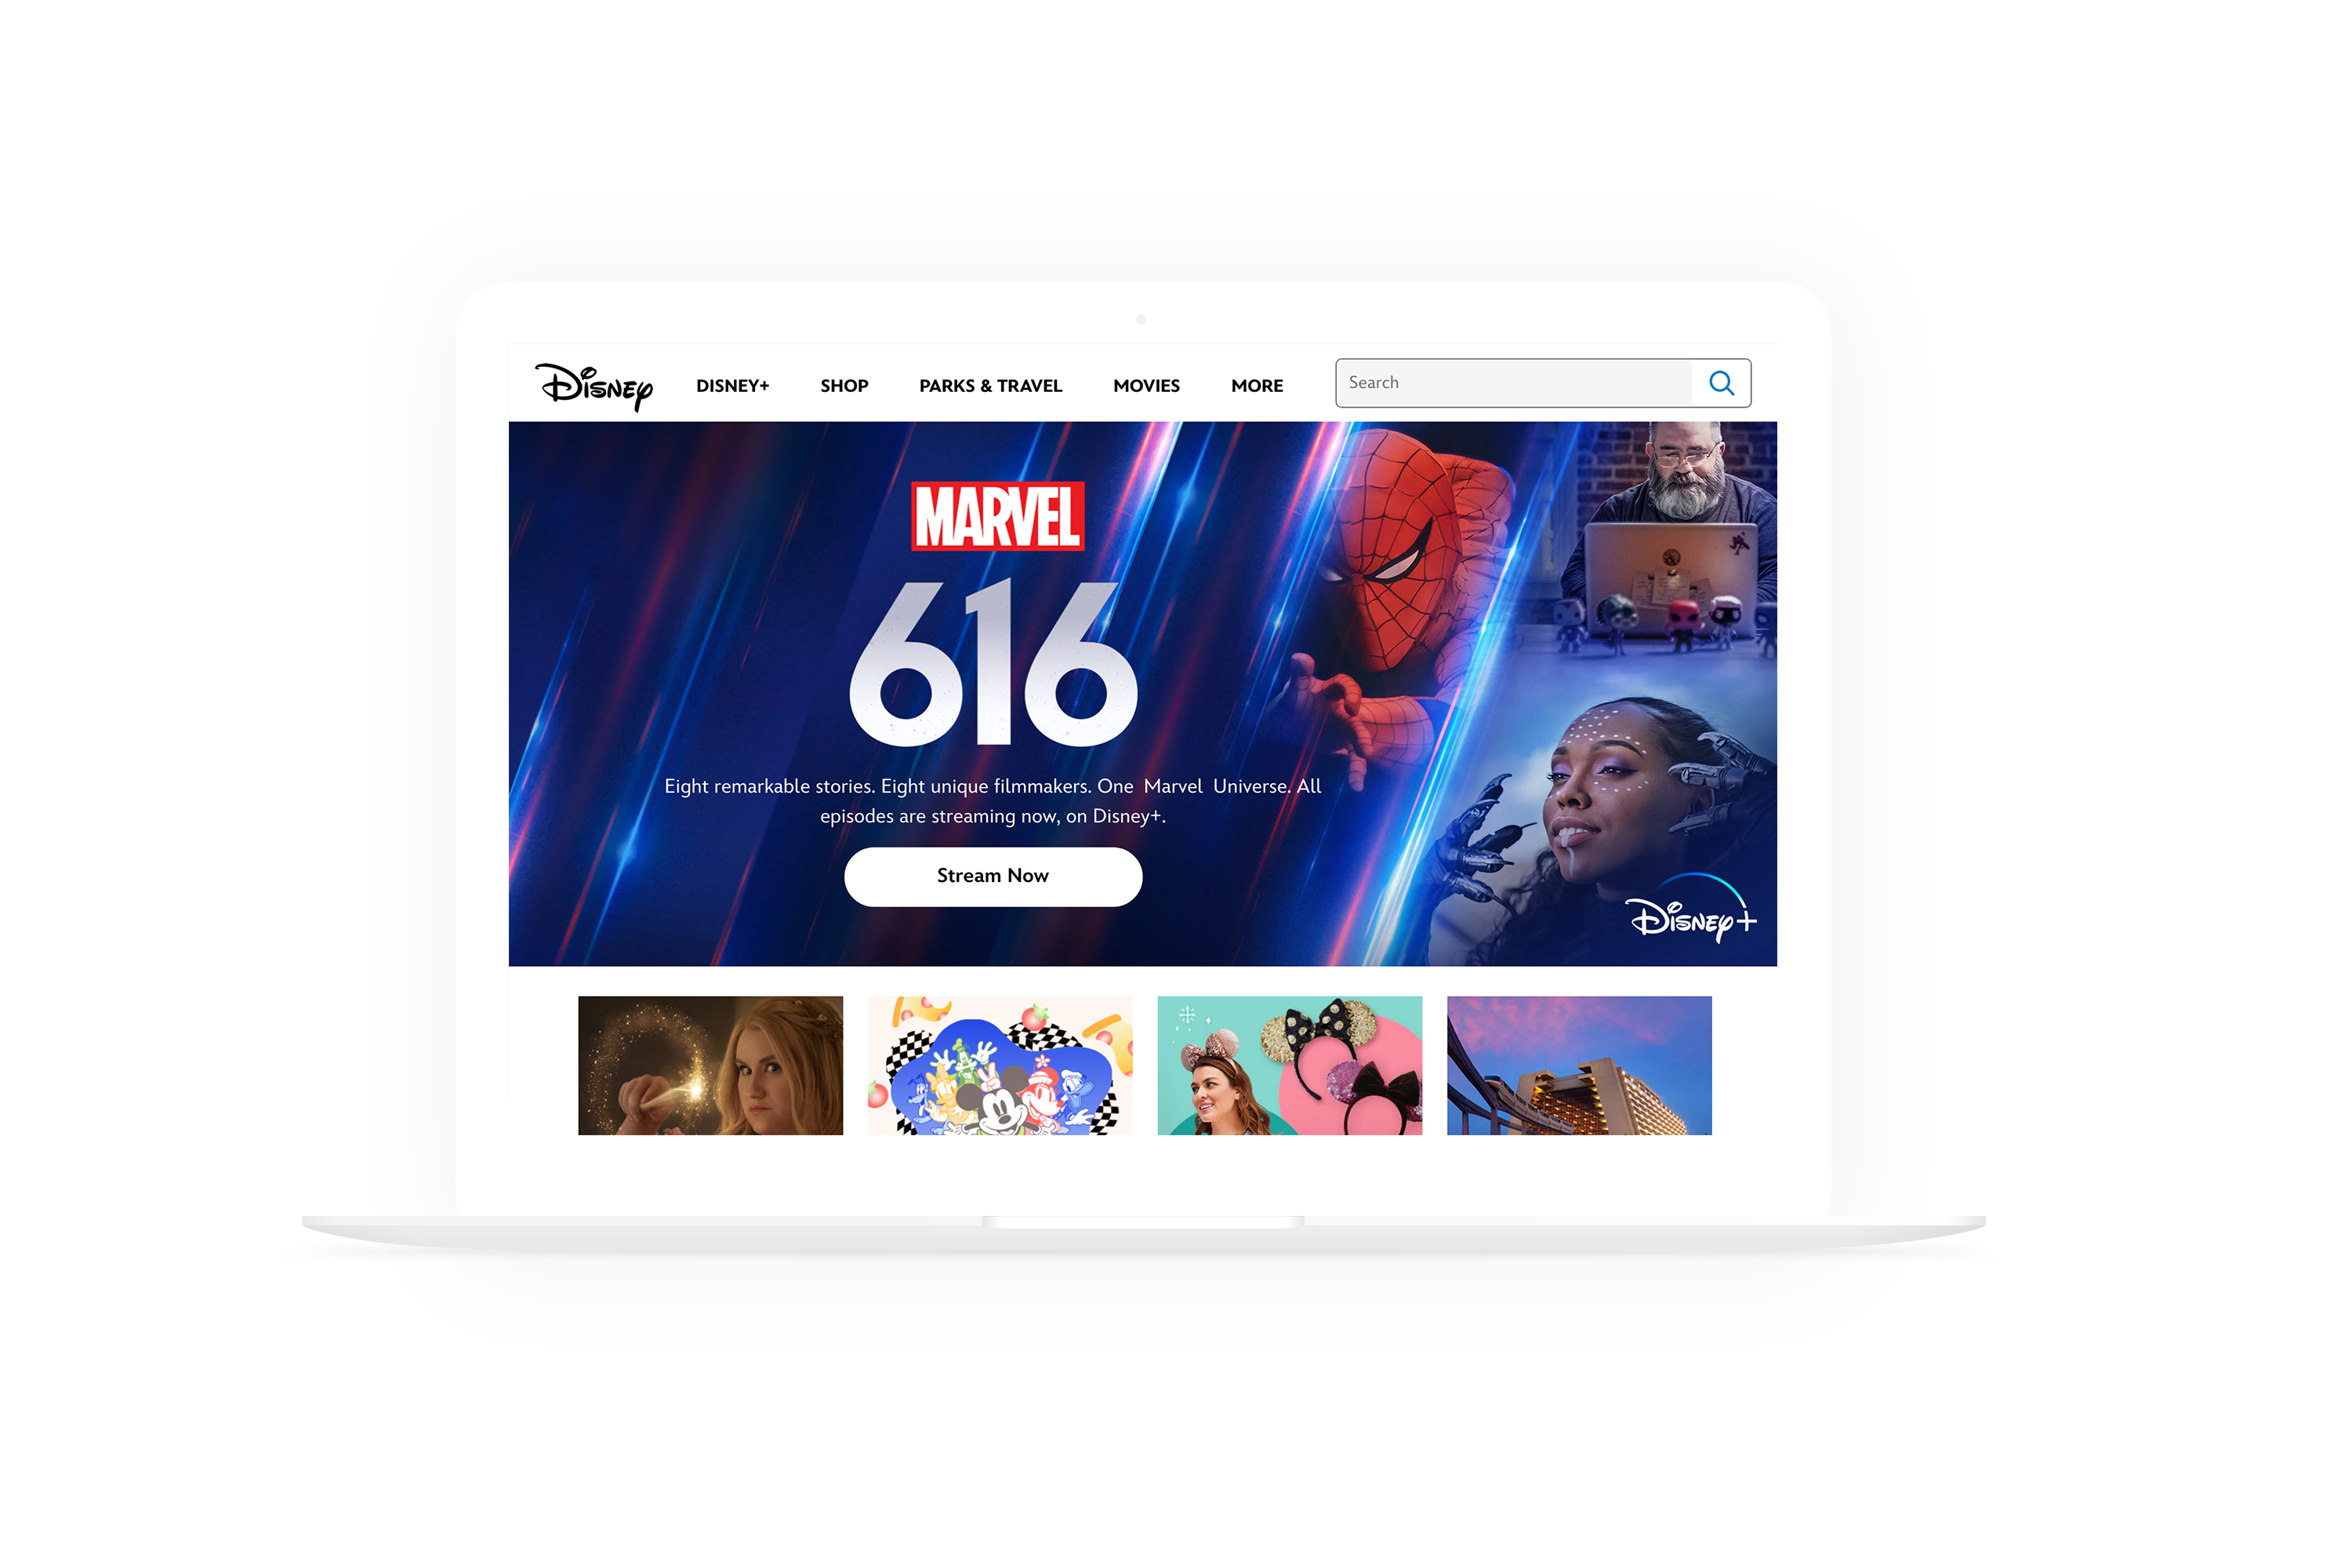 Disney
DISNEY+
SHOP
PARKS & TRAVEL
MOVIES
MORE
Search
MARVEL
616
Eight remarkable stories. Eight unique filmmakers. One Marvel Universe. All
episodes are streaming now, on Disney+.
Stream Now
Disney+